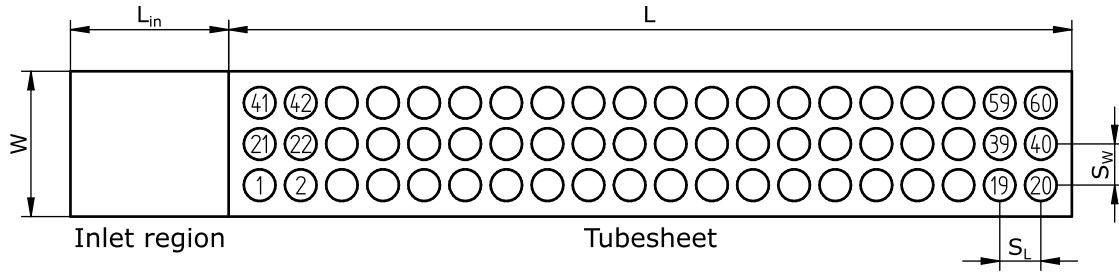 L_in L
W
41 42 59 60
21 22 39 40
1 2 19 20
S_W
Inlet region Tubesheet S_L